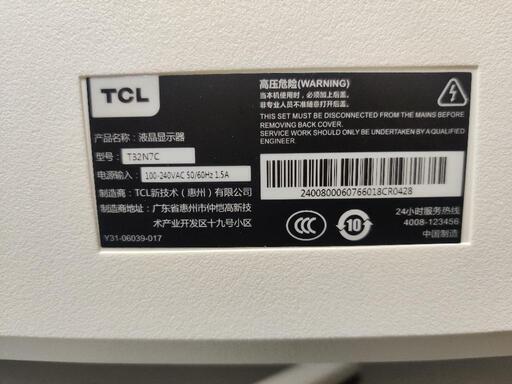 TCL
产品名称：液晶显示器
型号：T32N7C
电源输入：100-240VAC 50/60Hz 1.5A
制造商：TCL新技术（惠州）有限公司
制造商地址：广东省惠州市仲恺高新技
术产业开发区十九号小区
Y31-06039-017
高压危险(WARNING)
当本机使用时，必须加上后盖。
非专业人员不准随意打开后盖。
THIS SET MUST BE DISCONNECTED FROM THE MAINS BEFORE
REMOVING BACK COVER.
SERVICE WORK SHOULD ONLY BE UNDERTAKEN BY A QUALIFIED
ENGINEER.
2400800060766018CR0428
CCC
10
24小时服务热线
4008-123456
中国制造